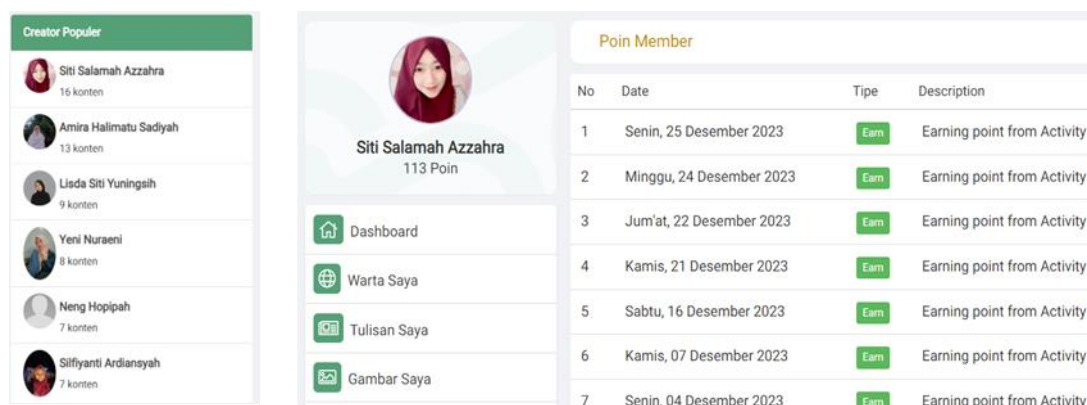 Creator Populer
Siti Salamah Azzahra
16 konten
Amira Halimatu Sadiyah
13 konten
Lisda Siti Yuningsih
9 konten
Yeni Nuraeni
8 konten
Neng Hopipah
7 konten
Silfiyanti Ardiansyah
7 konten
Siti Salamah Azzahra
113 Poin
Dashboard
Warta Saya
Tulisan Saya
Gambar Saya
Poin Member
No Date Tipe Description
1 Senin, 25 Desember 2023 Earn Earning point from Activity
2 Minggu, 24 Desember 2023 Earn Earning point from Activity
3 Jum'at, 22 Desember 2023 Earn Earning point from Activity
4 Kamis, 21 Desember 2023 Earn Earning point from Activity
5 Sabtu, 16 Desember 2023 Earn Earning point from Activity
6 Kamis, 07 Desember 2023 Earn Earning point from Activity
7 Senin, 04 Desember 2023 Earn Earning point from Activity